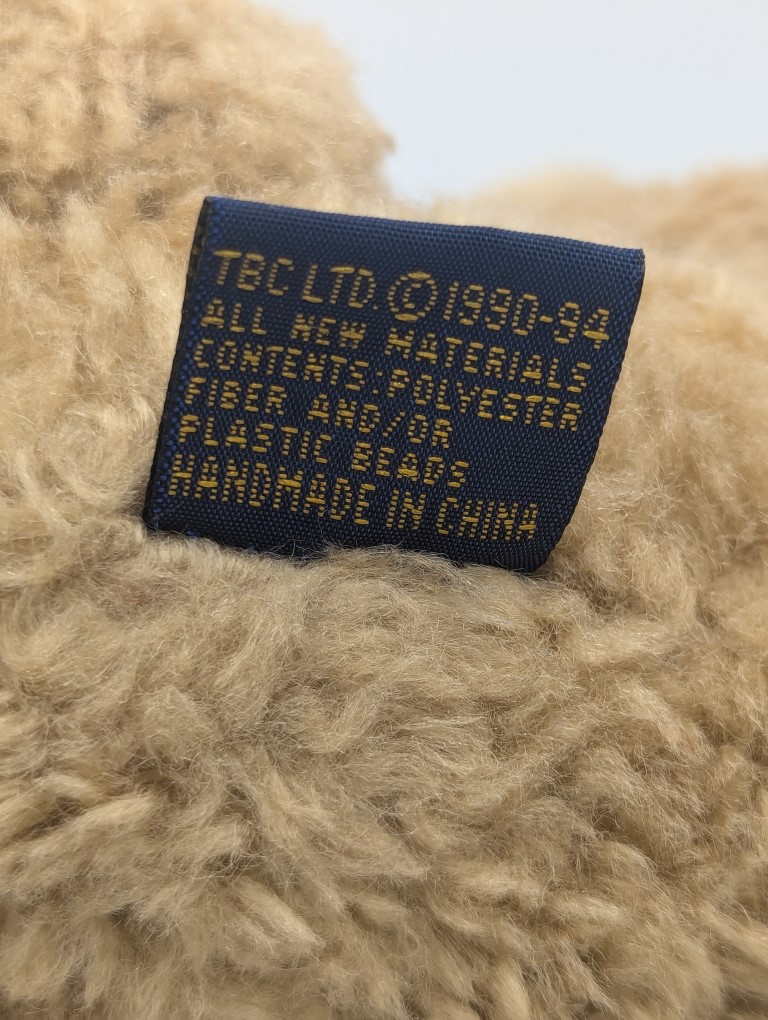 TBC LTD. © 1990-94
ALL NEW MATERIALS
CONTENTS: POLYESTER
FIBER AND/OR
PLASTIC BEADS
HANDMADE IN CHINA